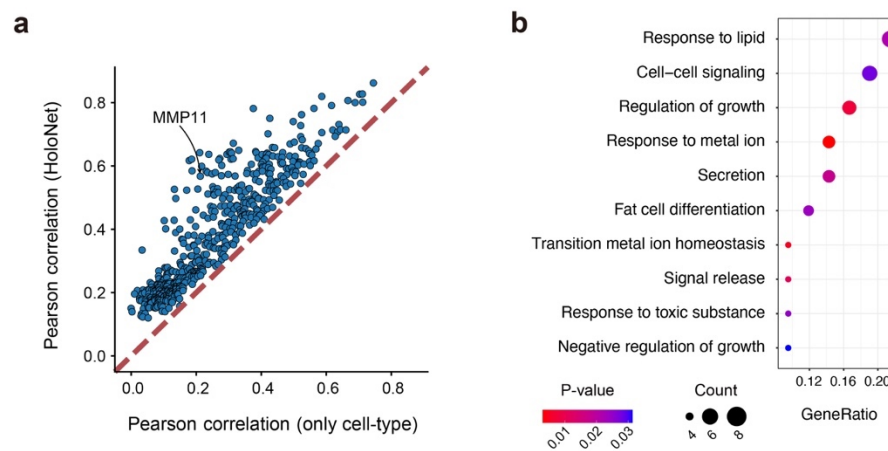 a
Pearson correlation (HoloNet)
0.8
0.6
0.4
0.2
0.0
MMP11
0.0 0.2 0.4 0.6 0.8
Pearson correlation (only cell-type)
b
Response to lipid
Cell-cell signaling
Regulation of growth
Response to metal ion
Secretion
Fat cell differentiation
Transition metal ion homeostasis
Signal release
Response to toxic substance
Negative regulation of growth
0.12 0.16 0.20
GeneRatio
P-value
0.01 0.02 0.03
Count
4 6 8